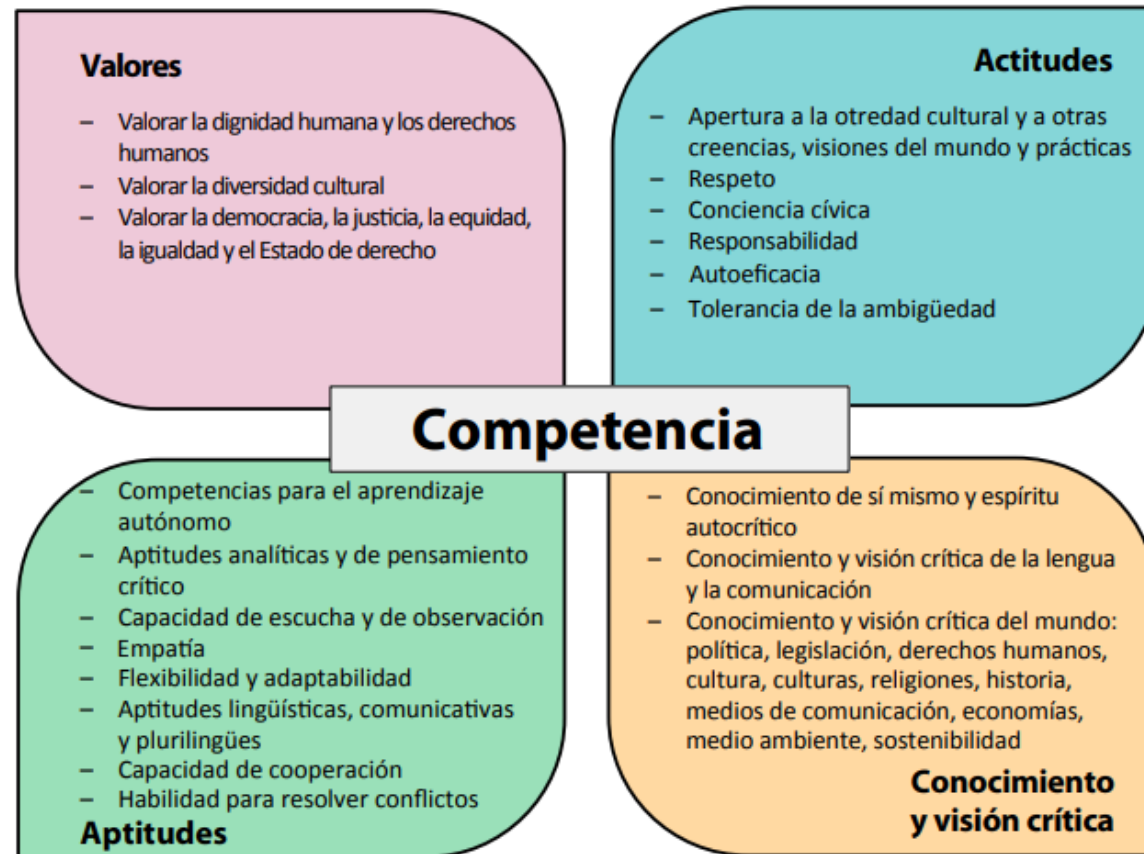 Valores
– Valorar la dignidad humana y los derechos
humanos
– Valorar la diversidad cultural
– Valorar la democracia, la justicia, la equidad,
la igualdad y el Estado de derecho
Actitudes
– Apertura a la otredad cultural y a otras
creencias, visiones del mundo y prácticas
– Respeto
– Conciencia cívica
– Responsabilidad
– Autoeficacia
– Tolerancia de la ambigüedad
Competencia
– Competencias para el aprendizaje
autónomo
– Aptitudes analíticas y de pensamiento
crítico
– Capacidad de escucha y de observación
– Empatía
– Flexibilidad y adaptabilidad
– Aptitudes lingüísticas, comunicativas
y plurilingües
– Capacidad de cooperación
– Habilidad para resolver conflictos
Aptitudes
– Conocimiento de sí mismo y espíritu
autocrítico
– Conocimiento y visión crítica de la lengua
y la comunicación
– Conocimiento y visión crítica del mundo:
política, legislación, derechos humanos,
cultura, culturas, religiones, historia,
medios de comunicación, economías,
medio ambiente, sostenibilidad
Conocimiento
y visión crítica